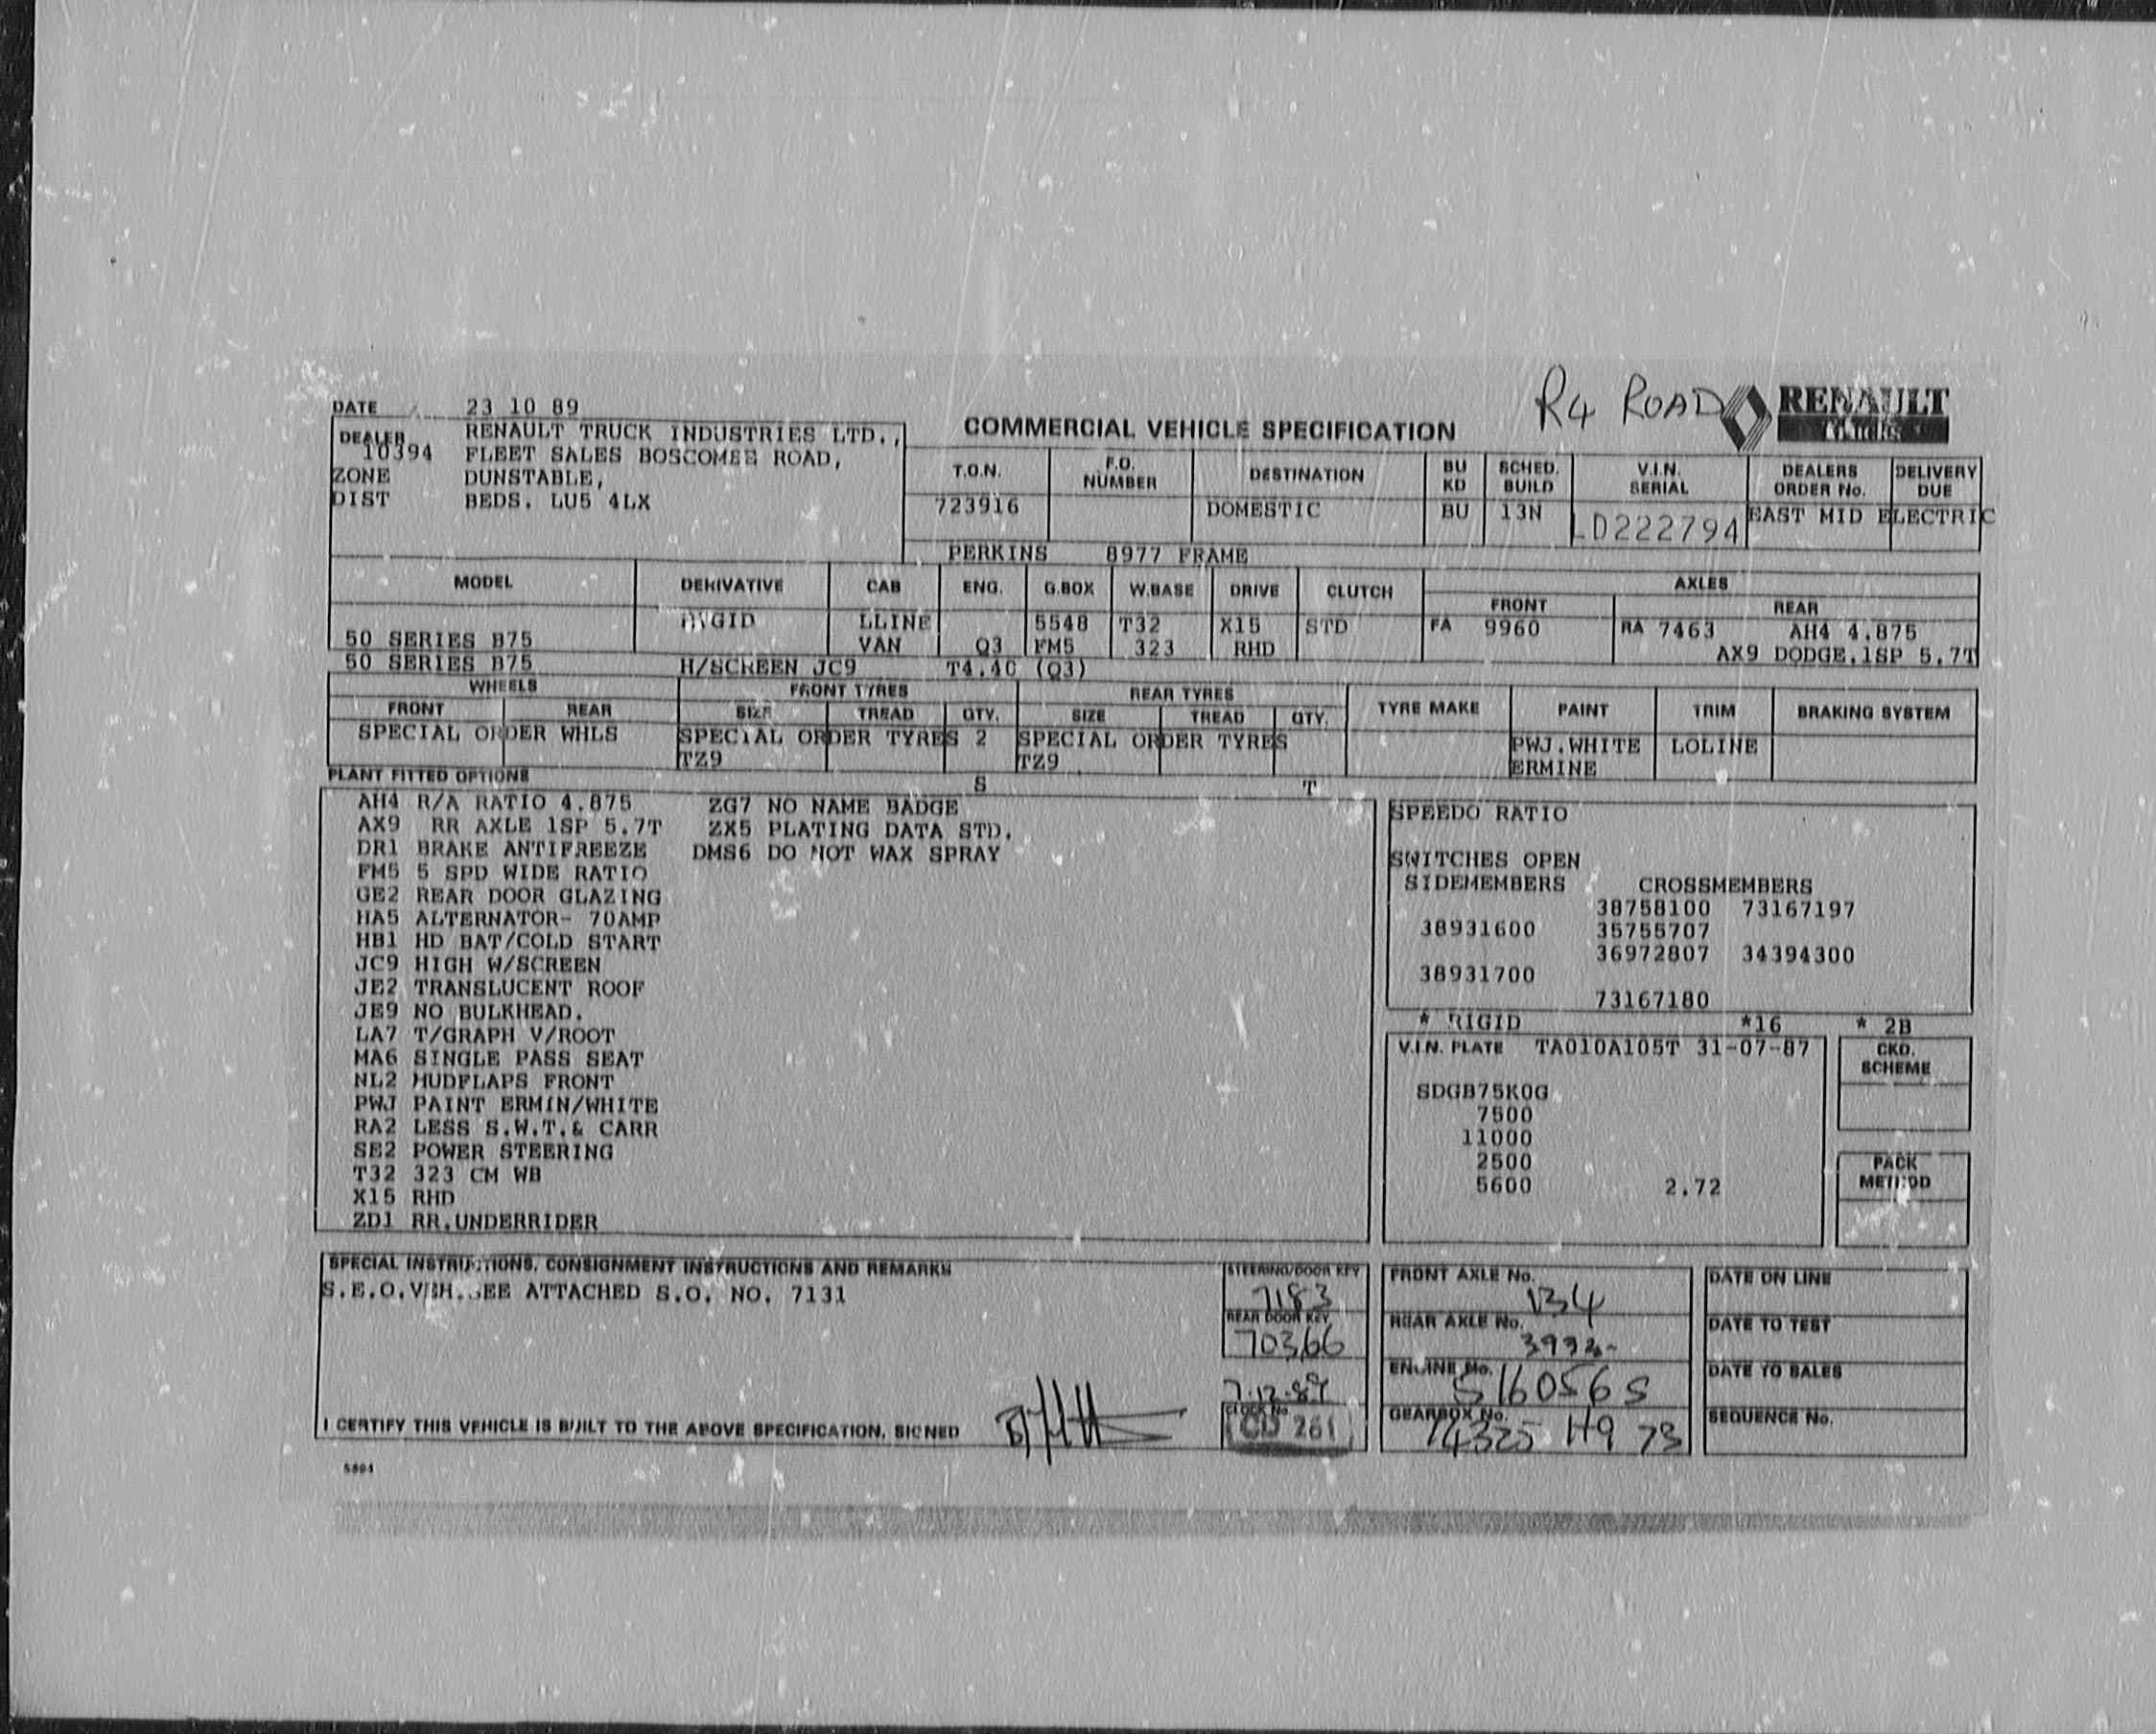 R4 ROAD
RENAULT
Trucks
DATE 23 10 89
COMMERCIAL VEHICLE SPECIFICATION
DEALER 10394 RENAULT TRUCK INDUSTRIES LTD.,
FLEET SALES BOSCOMBE ROAD,
ZONE DUNSTABLE,
DIST BEDS. LU5 4LX
T.O.N. F.O. NUMBER DESTINATION BU KD SCHED. BUILD V.I.N. SERIAL DEALERS ORDER No. DELIVERY DUE
723916 DOMESTIC BU 13N LD222794 EAST MID ELECTRIC
PERKINS 8977 FRAME
MODEL DERIVATIVE CAB ENG. G.BOX W.BASE DRIVE CLUTCH AXLES
FRONT REAR
RIGID LLINE 5548 T32 X15 STD FA 9960 RA 7463 AH4 4.875
50 SERIES B75 VAN Q3 FM5 323 RHD AX9 DODGE.1SP 5.7T
50 SERIES B75 H/SCREEN JC9 T4.40 (Q3)
WHEELS FRONT TYRES REAR TYRES TYRE MAKE PAINT TRIM BRAKING SYSTEM
FRONT REAR SIZE TREAD QTY. SIZE TREAD QTY.
SPECIAL ORDER WHLS SPECIAL ORDER TYRES 2 SPECIAL ORDER TYRES PWJ.WHITE LOLINE
TZ9 TZ9 ERMINE
PLANT FITTED OPTIONS S T
AH4 R/A RATIO 4.875 ZG7 NO NAME BADGE
AX9 RR AXLE 1SP 5.7T ZX5 PLATING DATA STD.
DR1 BRAKE ANTIFREEZE DMS6 DO NOT WAX SPRAY
FM5 5 SPD WIDE RATIO
GE2 REAR DOOR GLAZING
HA5 ALTERNATOR- 70AMP
HB1 HD BAT/COLD START
JC9 HIGH W/SCREEN
JE2 TRANSLUCENT ROOF
JE9 NO BULKHEAD.
LA7 T/GRAPH V/ROOT
MA6 SINGLE PASS SEAT
NL2 MUDFLAPS FRONT
PWJ PAINT ERMIN/WHITE
RA2 LESS S.W.T.& CARR
SE2 POWER STEERING
T32 323 CM WB
X15 RHD
ZD1 RR.UNDERRIDER
SPEEDO RATIO
SWITCHES OPEN
SIDEMEMBERS CROSSMEMBERS
38758100 73167197
38931600 35755707
36972807 34394300
38931700
73167180
* RIGID *16 * 2B
V.I.N. PLATE TA010A105T 31-07-87
CKD. SCHEME
SDGB75K0G
7500
11000
2500
5600 2.72
PACK METHOD
SPECIAL INSTRUCTIONS, CONSIGNMENT INSTRUCTIONS AND REMARKS
S.E.O.VEH.SEE ATTACHED S.O. NO. 7131
I CERTIFY THIS VEHICLE IS BUILT TO THE ABOVE SPECIFICATION, SIGNED
STEERING/DOOR KEY
7183
REAR DOOR KEY
70366
7.12.89
CLOCK No.
CD 261
FRONT AXLE No.
134
REAR AXLE No.
ENGINE No.
GEARBOX No.
DATE ON LINE
DATE TO TEST
DATE TO SALES
SEQUENCE No.
5894